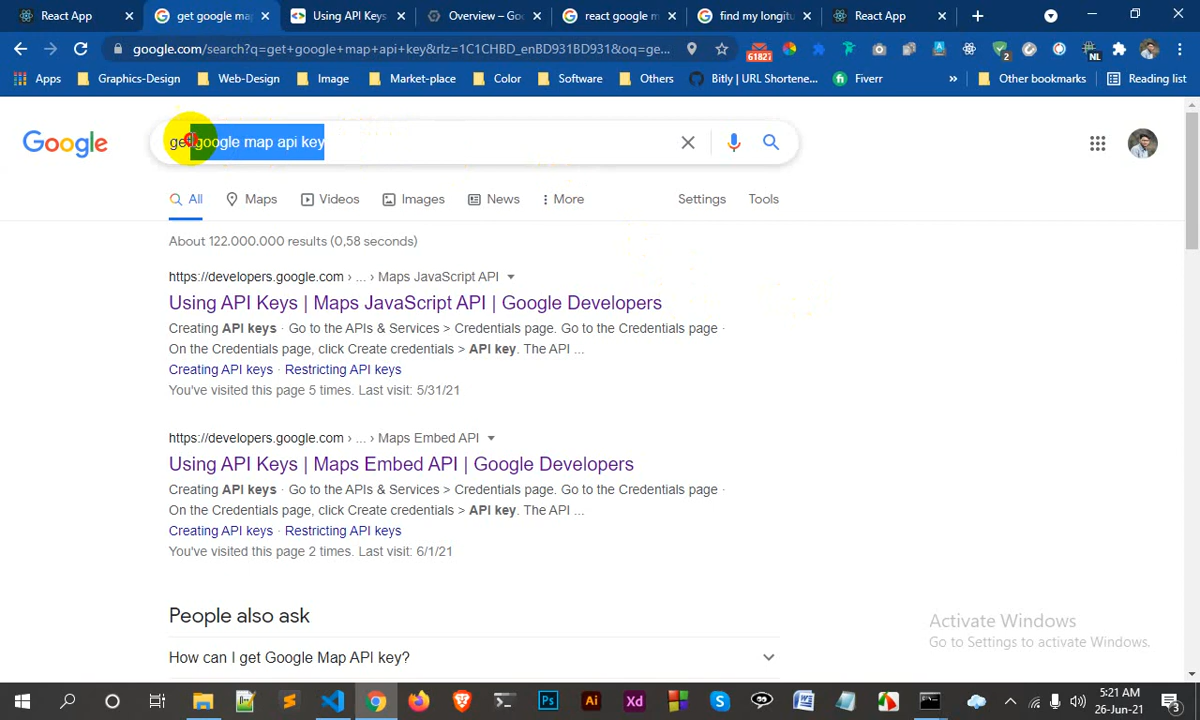 React App
get google map
Using API Keys
Overview – Goo
react google m
find my longitu
React App
google.com/search?q=get+google+map+api+key&rlz=1C1CHBD_enBD931BD931&oq=ge...
61827
2
NL
Apps
Graphics-Design
Web-Design
Image
Market-place
Color
Software
Others
Bitly | URL Shortene...
Fiverr
»
Other bookmarks
Reading list
Google
get google map api key
All
Maps
Videos
Images
News
More
Settings
Tools
About 122.000.000 results (0,58 seconds)
https://developers.google.com › ... › Maps JavaScript API
Using API Keys | Maps JavaScript API | Google Developers
Creating API keys · Go to the APIs & Services > Credentials page. Go to the Credentials page ·
On the Credentials page, click Create credentials > API key. The API ...
Creating API keys · Restricting API keys
You've visited this page 5 times. Last visit: 5/31/21
https://developers.google.com › ... › Maps Embed API
Using API Keys | Maps Embed API | Google Developers
Creating API keys · Go to the APIs & Services > Credentials page. Go to the Credentials page ·
On the Credentials page, click Create credentials > API key. The API ...
Creating API keys · Restricting API keys
You've visited this page 2 times. Last visit: 6/1/21
People also ask
How can I get Google Map API key?
Activate Windows
Go to Settings to activate Windows.
Ps
Ai
Xd
5:21 AM
26-Jun-21
3